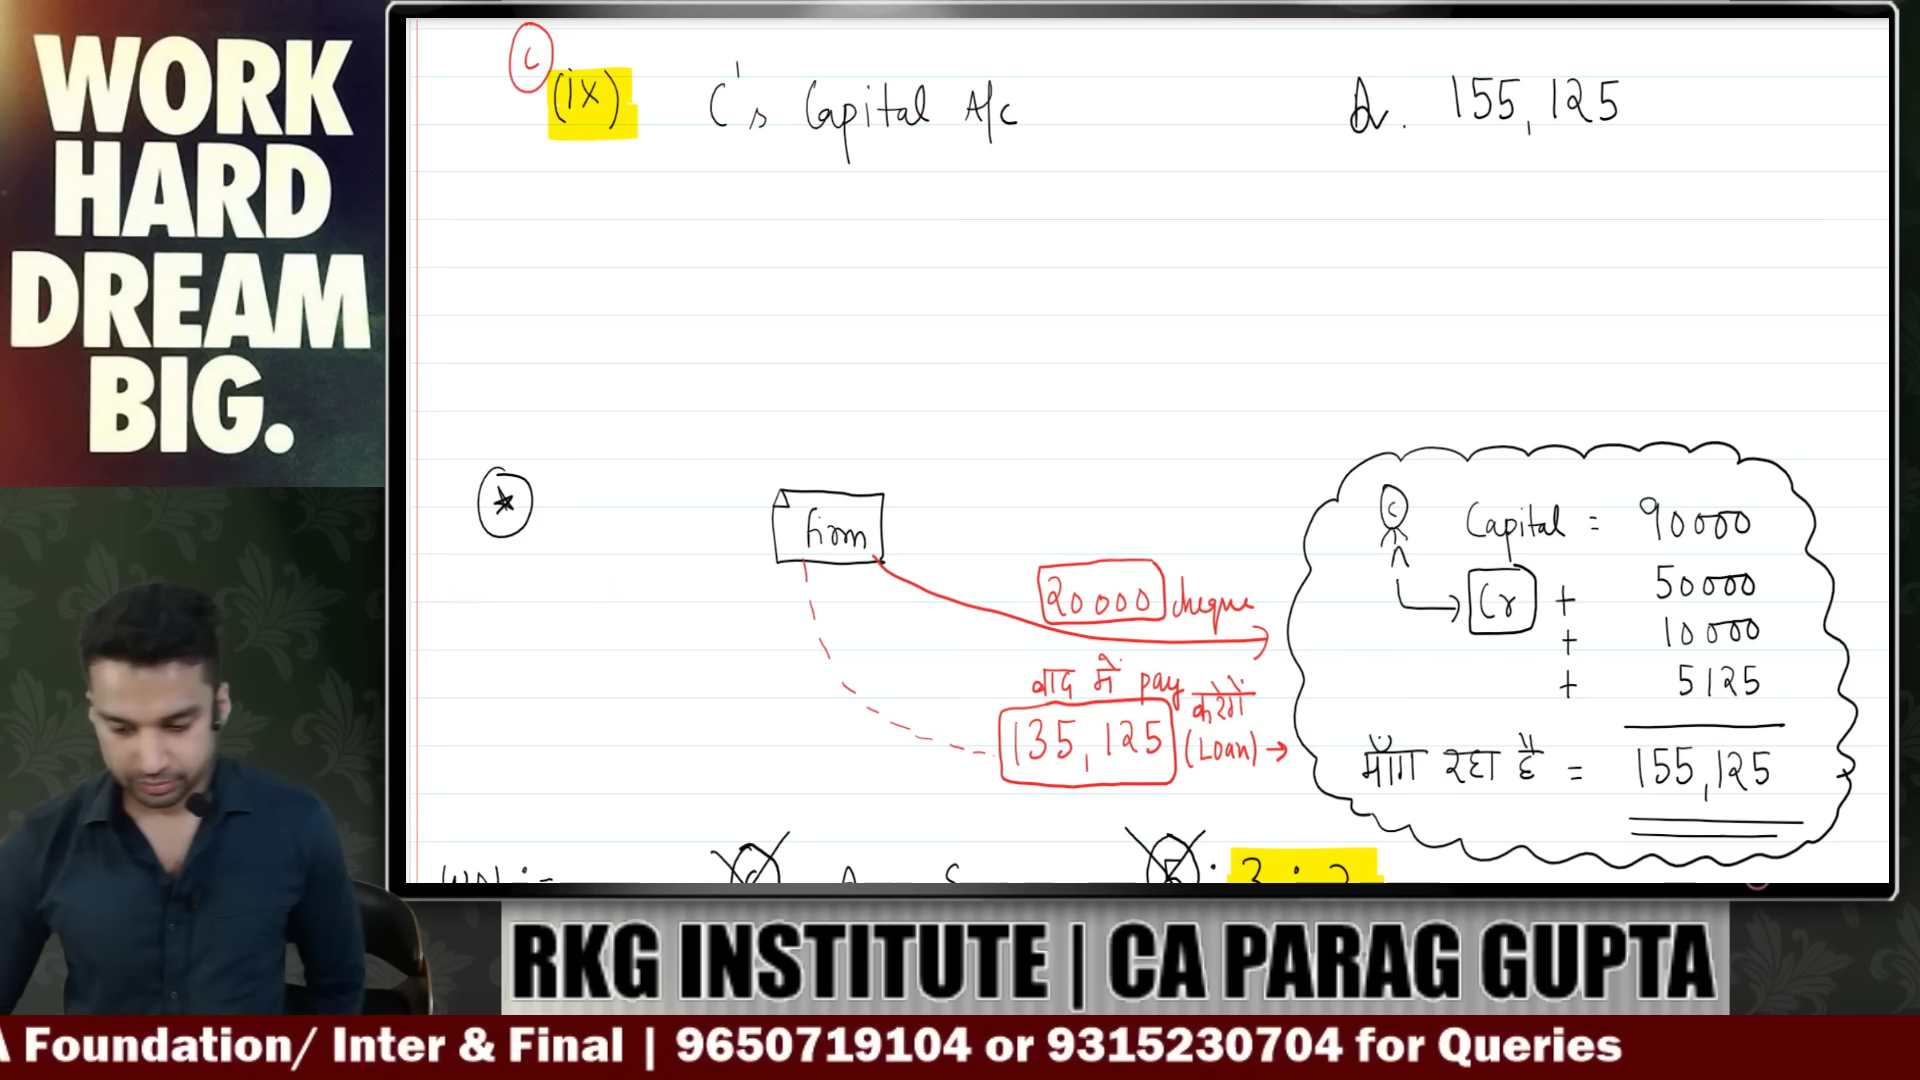 WORK
HARD
DREAM
BIG.
C
(ix) C's Capital A/c Dr. 155,125
firm
20000 cheque
बाद में pay करेंगे
135,125 (Loan) →
C Capital = 90000
Cr + 50000
+ 10000
+ 5125
माँग रहा है = 155,125
3 : 2
RKG INSTITUTE | CA PARAG GUPTA
A Foundation/ Inter & Final | 9650719104 or 9315230704 for Queries